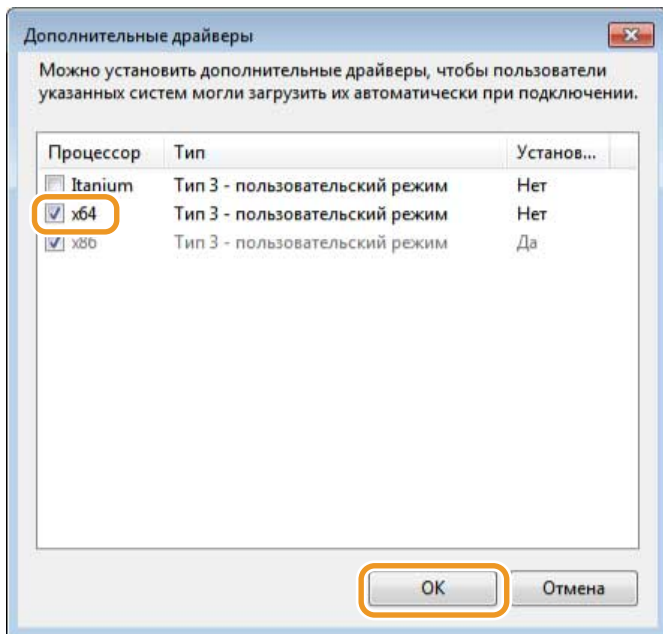 Дополнительные драйверы
Можно установить дополнительные драйверы, чтобы пользователи
указанных систем могли загрузить их автоматически при подключении.
Процессор Тип Установ...
Itanium Тип 3 - пользовательский режим Нет
x64 Тип 3 - пользовательский режим Нет
x86 Тип 3 - пользовательский режим Да
OK Отмена